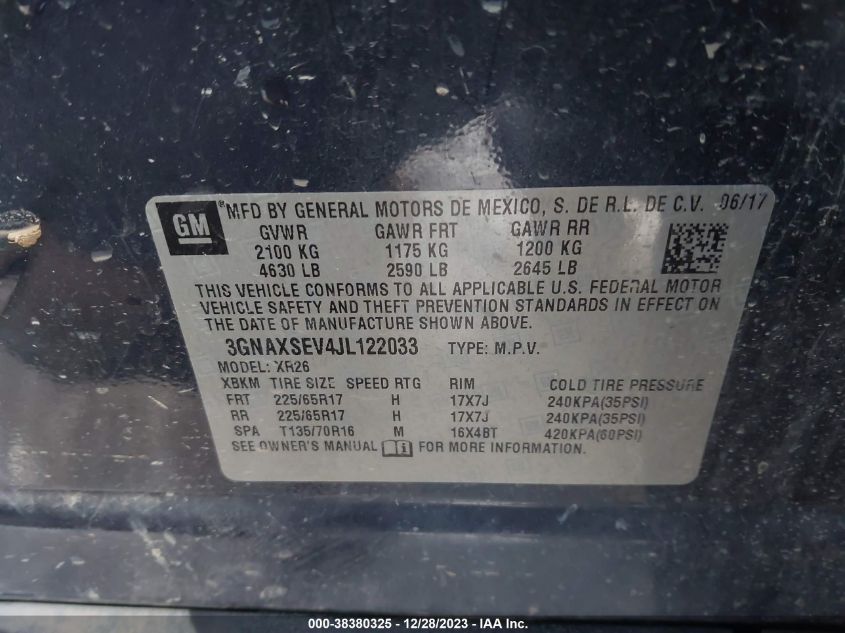 GM
® MFD BY GENERAL MOTORS DE MEXICO, S. DE R.L. DE C.V. 06/17
GVWR GAWR FRT GAWR RR
2100 KG 1175 KG 1200 KG
4630 LB 2590 LB 2645 LB
THIS VEHICLE CONFORMS TO ALL APPLICABLE U.S. FEDERAL MOTOR
VEHICLE SAFETY AND THEFT PREVENTION STANDARDS IN EFFECT ON
THE DATE OF MANUFACTURE SHOWN ABOVE.
3GNAXSEV4JL122033 TYPE: M.P.V.
MODEL: XR26
XBKM TIRE SIZE SPEED RTG RIM COLD TIRE PRESSURE
FRT 225/65R17 H 17X7J 240KPA(35PSI)
RR 225/65R17 H 17X7J 240KPA(35PSI)
SPA T135/70R16 M 16X4BT 420KPA(60PSI)
SEE OWNER'S MANUAL FOR MORE INFORMATION.
000-38380325 - 12/28/2023 - IAA Inc.